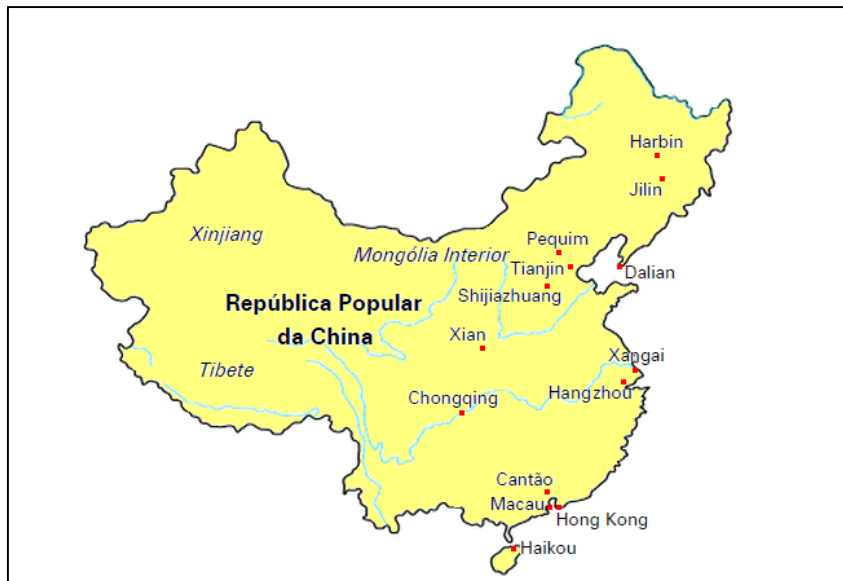 Harbin
Jilin
Xinjiang
Pequim
Mongólia Interior
Tianjin
Dalian
Shijiazhuang
República Popular
da China
Xian
Xangai
Tibete
Hangzhou
Chongqing
Cantão
Macau
Hong Kong
Haikou